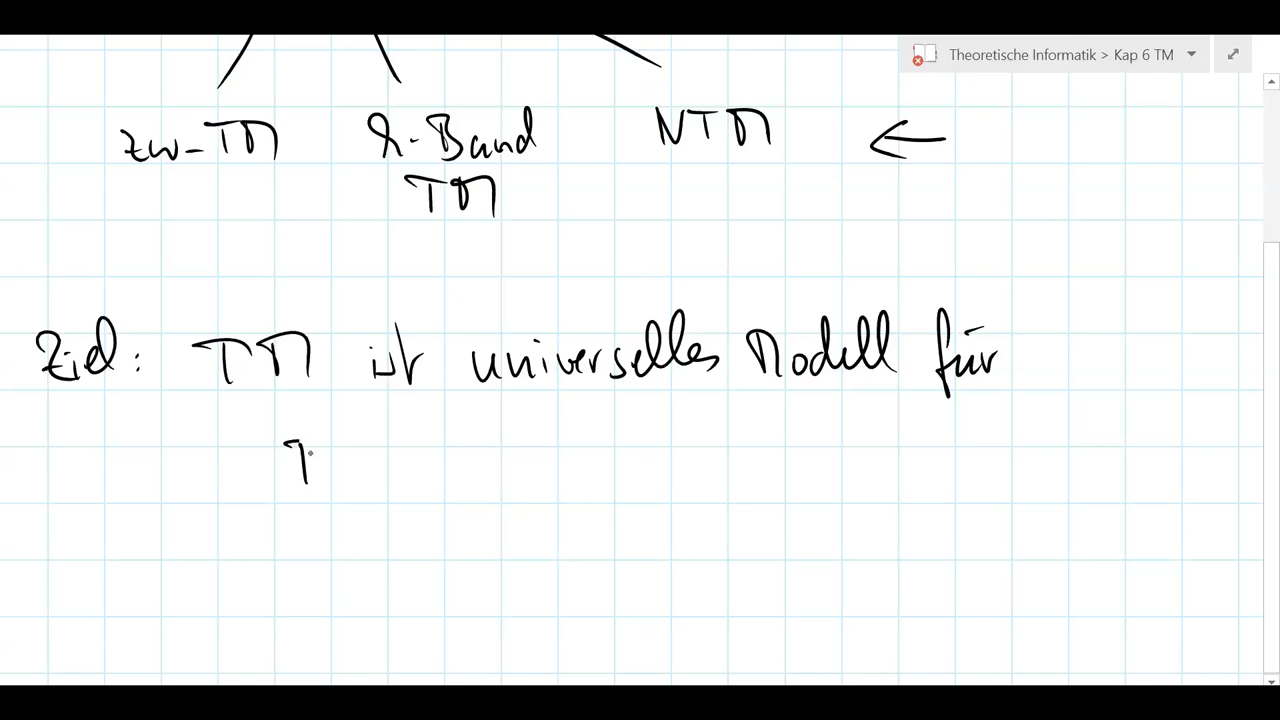 Theoretische Informatik > Kap 6 TM
zw-TM k-Band NTM ←
TM
Ziel: TM ist universelles Modell für